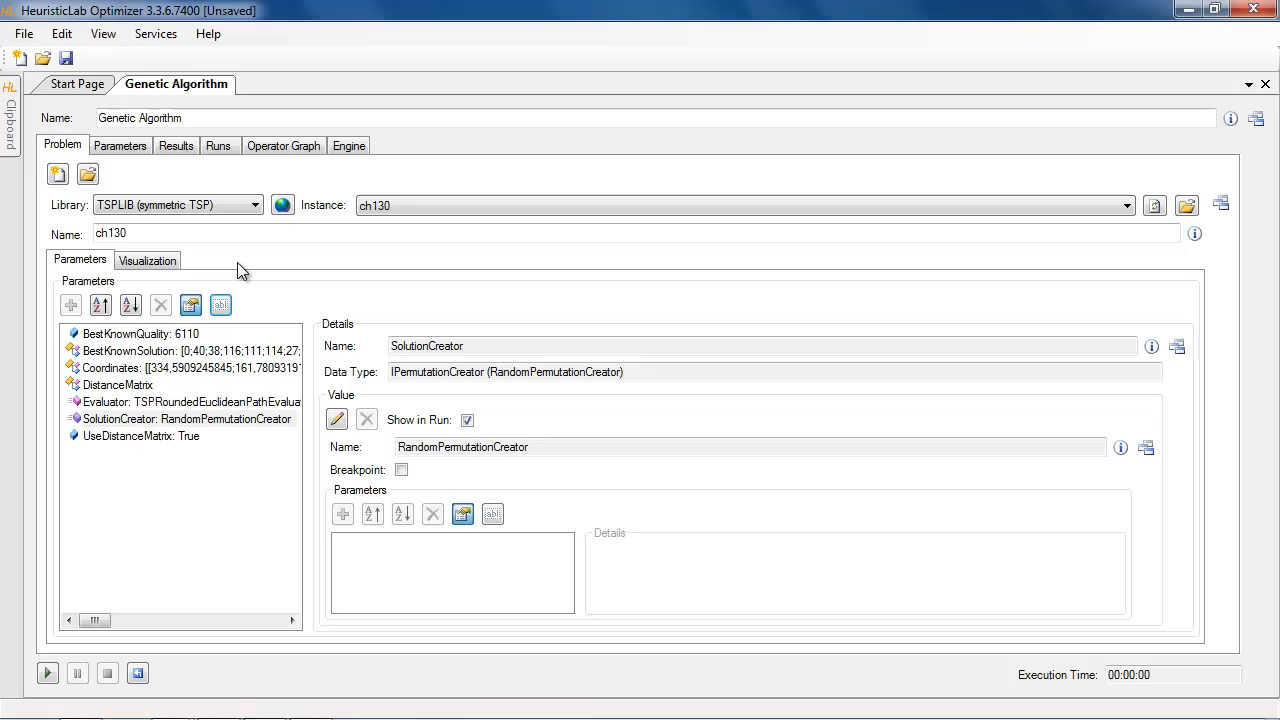 HL HeuristicLab Optimizer 3.3.6.7400 [Unsaved]
File Edit View Services Help
HL Clipboard
Start Page Genetic Algorithm
Name: Genetic Algorithm
Problem Parameters Results Runs Operator Graph Engine
Library: TSPLIB (symmetric TSP) Instance: ch130
Name: ch130
Parameters Visualization
Parameters
BestKnownQuality: 6110
BestKnownSolution: [0;40;38;116;111;114;27;
Coordinates: [[334,5909245845;161,7809319
DistanceMatrix
Evaluator: TSPRoundedEuclideanPathEvalua
SolutionCreator: RandomPermutationCreator
UseDistanceMatrix: True
Details
Name: SolutionCreator
Data Type: IPermutationCreator (RandomPermutationCreator)
Value
Show in Run:
Name: RandomPermutationCreator
Breakpoint:
Parameters
Details
Execution Time: 00:00:00